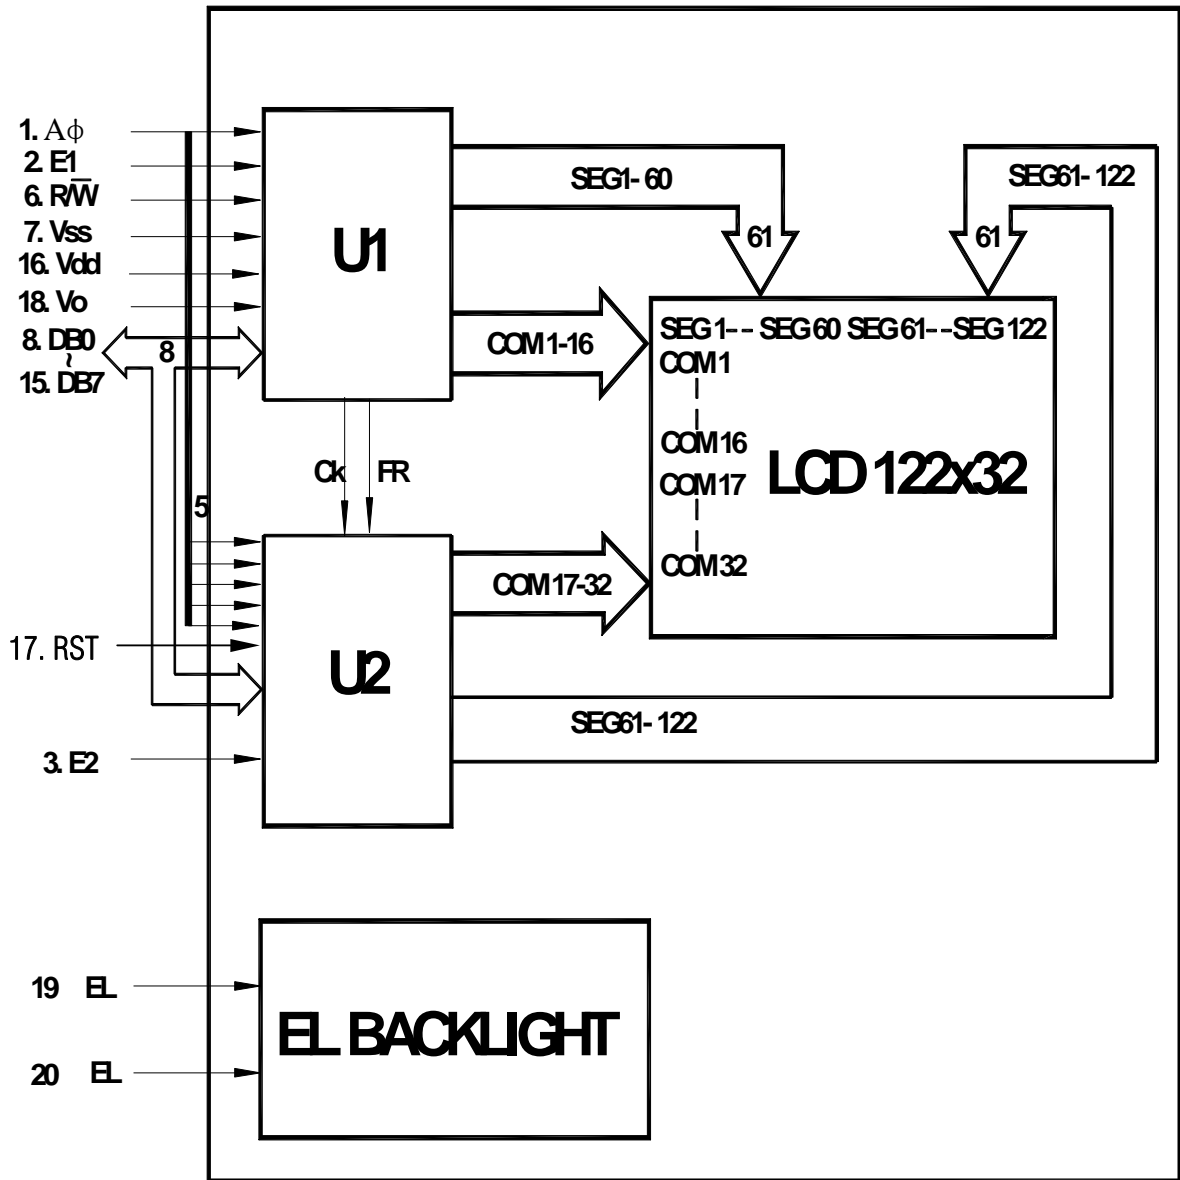 1. Aϕ
2. E1
6. R/W̅
7. Vss
16. Vdd
18. Vo
8. DB0
~
15. DB7
8
5
17. RST
3. E2
U1
Ck FR
U2
SEG1-60
61
COM1-16
COM17-32
SEG61-122
SEG61-122
61
SEG1-- SEG60 SEG61--SEG122
COM1
COM16
COM17
COM32
LCD 122x32
19 EL
20 EL
EL BACKLIGHT